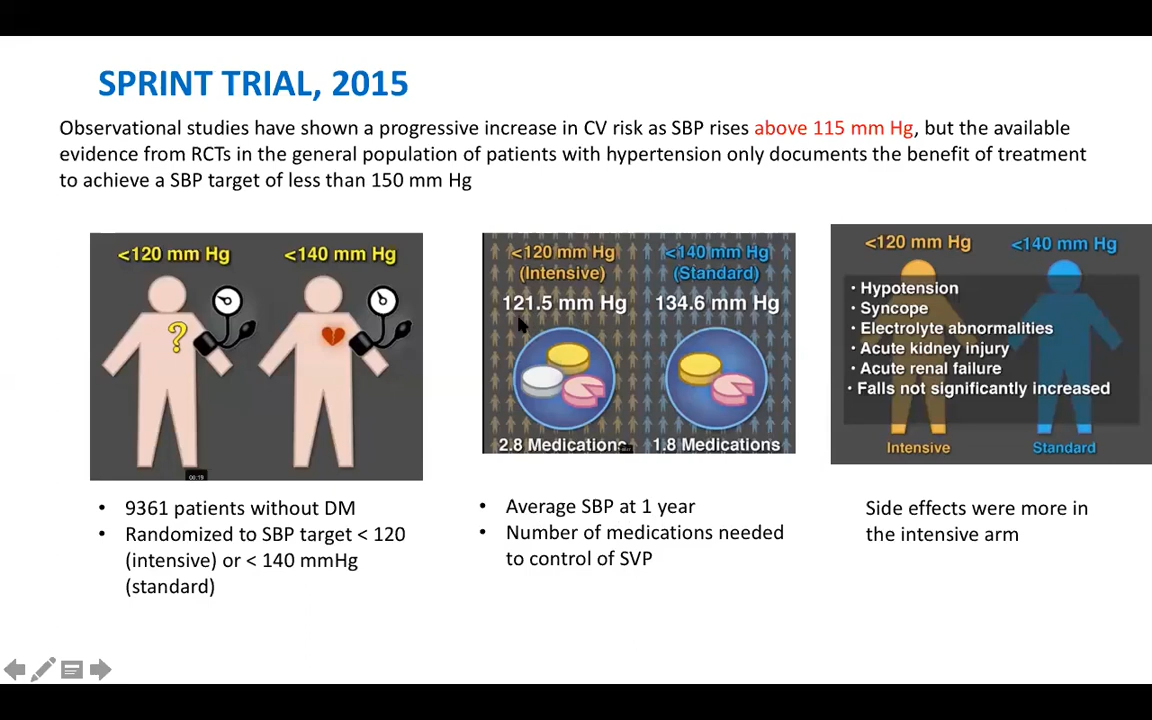 SPRINT TRIAL, 2015
Observational studies have shown a progressive increase in CV risk as SBP rises above 115 mm Hg, but the available
evidence from RCTs in the general population of patients with hypertension only documents the benefit of treatment
to achieve a SBP target of less than 150 mm Hg
<120 mm Hg
<140 mm Hg
?
00:19
• 9361 patients without DM
• Randomized to SBP target < 120
(intensive) or < 140 mmHg
(standard)
<120 mm Hg
(Intensive)
<140 mm Hg
(Standard)
121.5 mm Hg
134.6 mm Hg
2.8 Medications
1.8 Medications
• Average SBP at 1 year
• Number of medications needed
to control of SVP
<120 mm Hg
<140 mm Hg
• Hypotension
• Syncope
• Electrolyte abnormalities
• Acute kidney injury
• Acute renal failure
• Falls not significantly increased
Intensive
Standard
Side effects were more in
the intensive arm